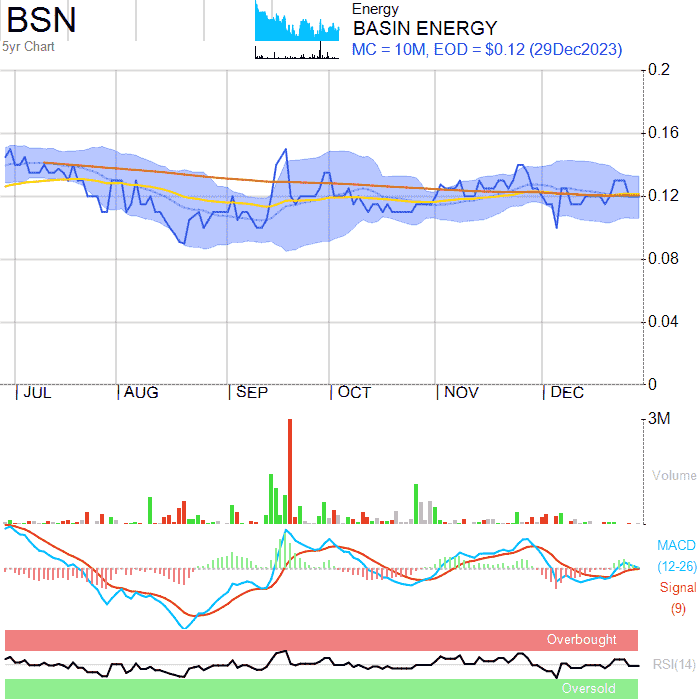 BSN
5yr Chart
Energy
BASIN ENERGY
MC = 10M, EOD = $0.12 (29Dec2023)
0.2
0.16
0.12
0.08
0.04
0
JUL AUG SEP OCT NOV DEC
3M
Volume
MACD
(12-26)
Signal
(9)
Overbought
RSI(14)
Oversold